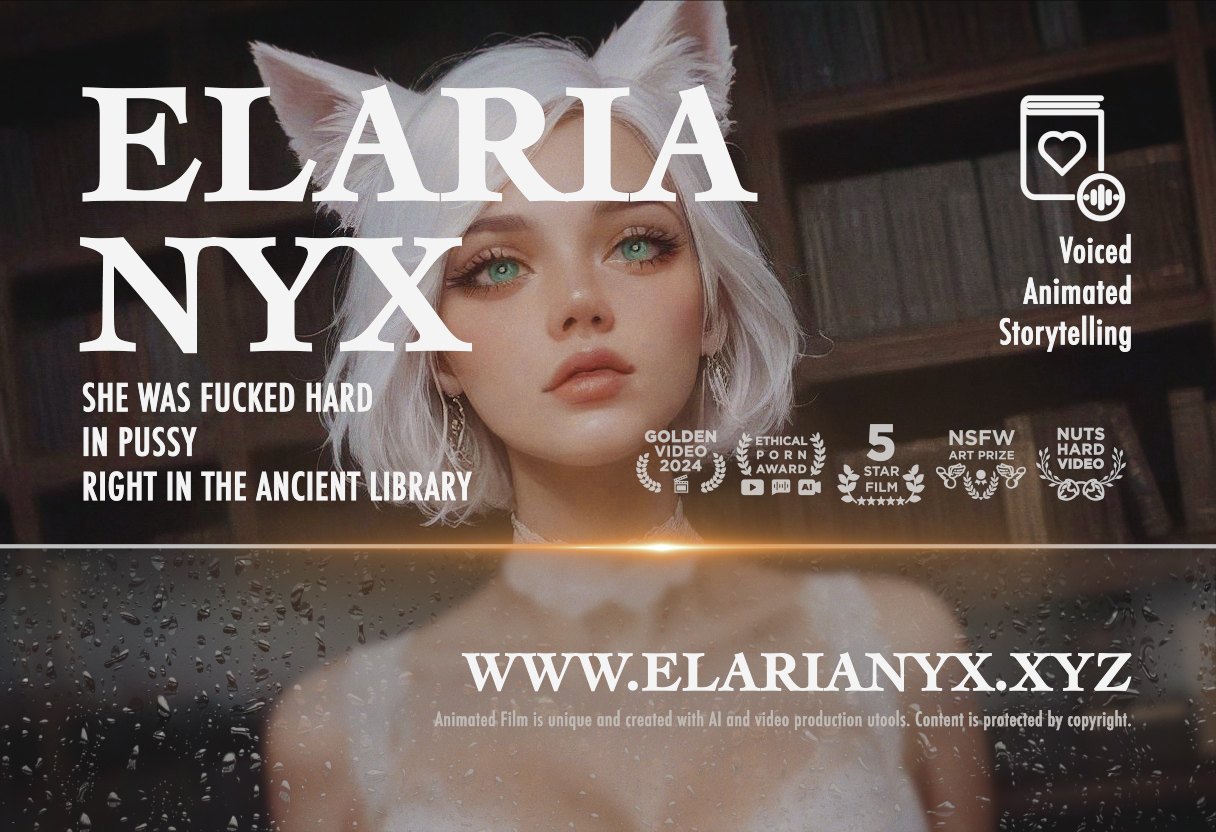 ELARIA
NYX
SHE WAS FUCKED HARD
IN PUSSY
RIGHT IN THE ANCIENT LIBRARY
Voiced
Animated
Storytelling
GOLDEN
VIDEO
2024
ETHICAL
PORN
AWARD
AI
5
STAR
FILM
NSFW
ART PRIZE
NUTS
HARD
VIDEO
WWW.ELARIANYX.XYZ
Animated Film is unique and created with AI and video production utools. Content is protected by copyright.